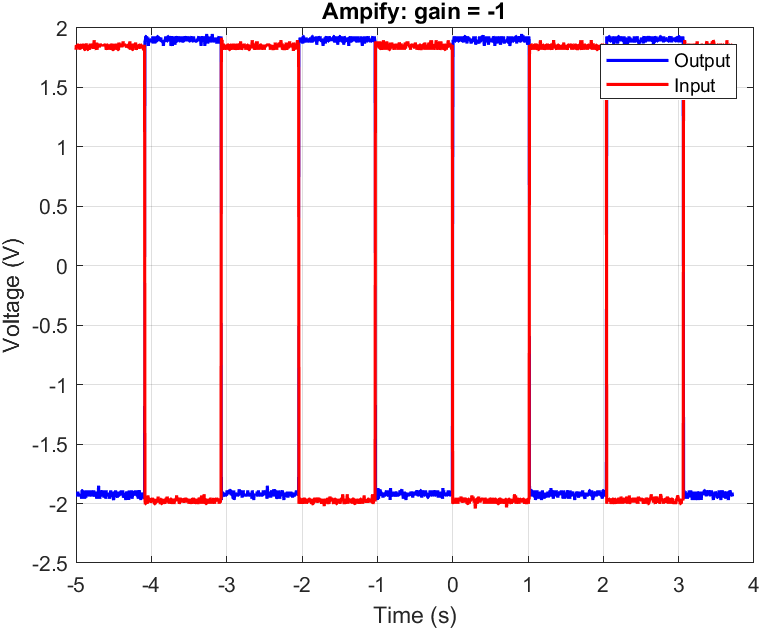 Ampify: gain = -1
2
1.5
1
0.5
0
-0.5
-1
-1.5
-2
-2.5
Voltage (V)
Output
Input
-5 -4 -3 -2 -1 0 1 2 3 4
Time (s)